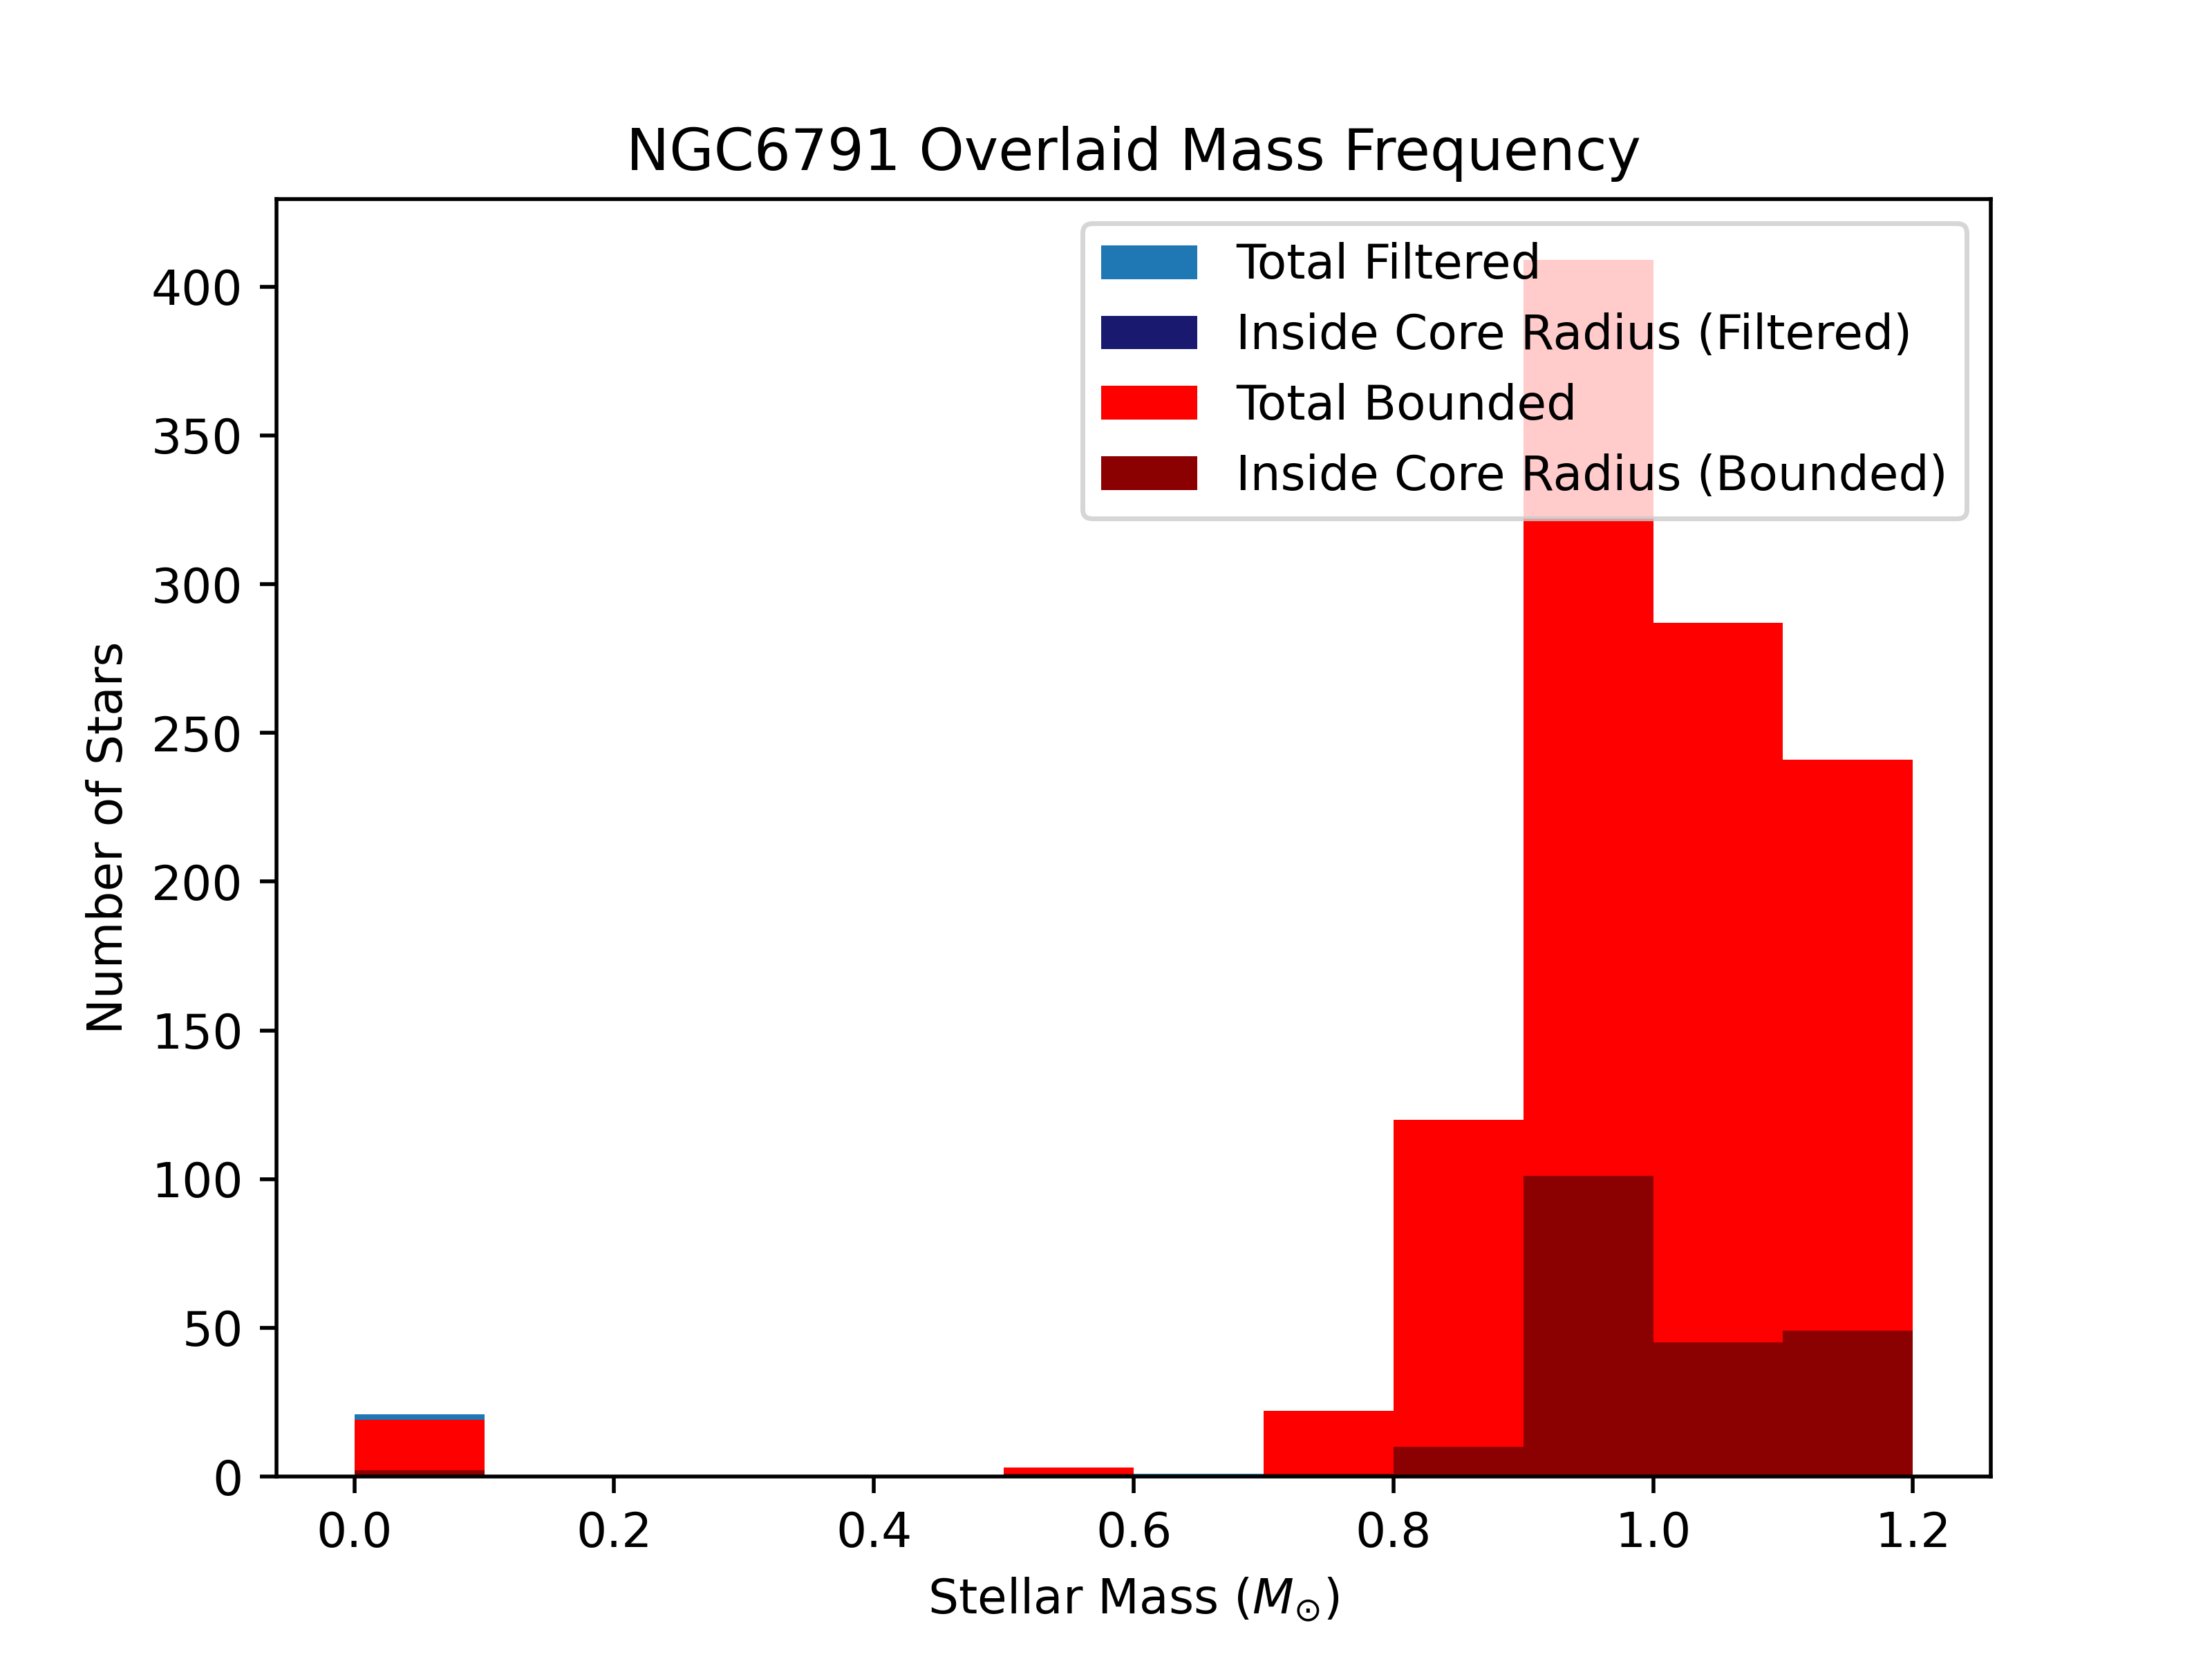 NGC6791 Overlaid Mass Frequency
Total Filtered
Inside Core Radius (Filtered)
Total Bounded
Inside Core Radius (Bounded)
400
350
300
250
200
150
100
50
0
Number of Stars
0.0 0.2 0.4 0.6 0.8 1.0 1.2
Stellar Mass (M⊙)